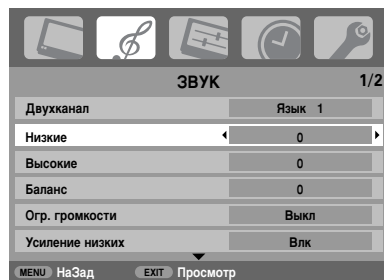 ЗВУК 1/2
Двухканал Язык 1
Низкие 0
Высокие 0
Баланс 0
Огр. громкости Выкл
Усиление низких Влк
MENU НаЗад EXIT Просмотр